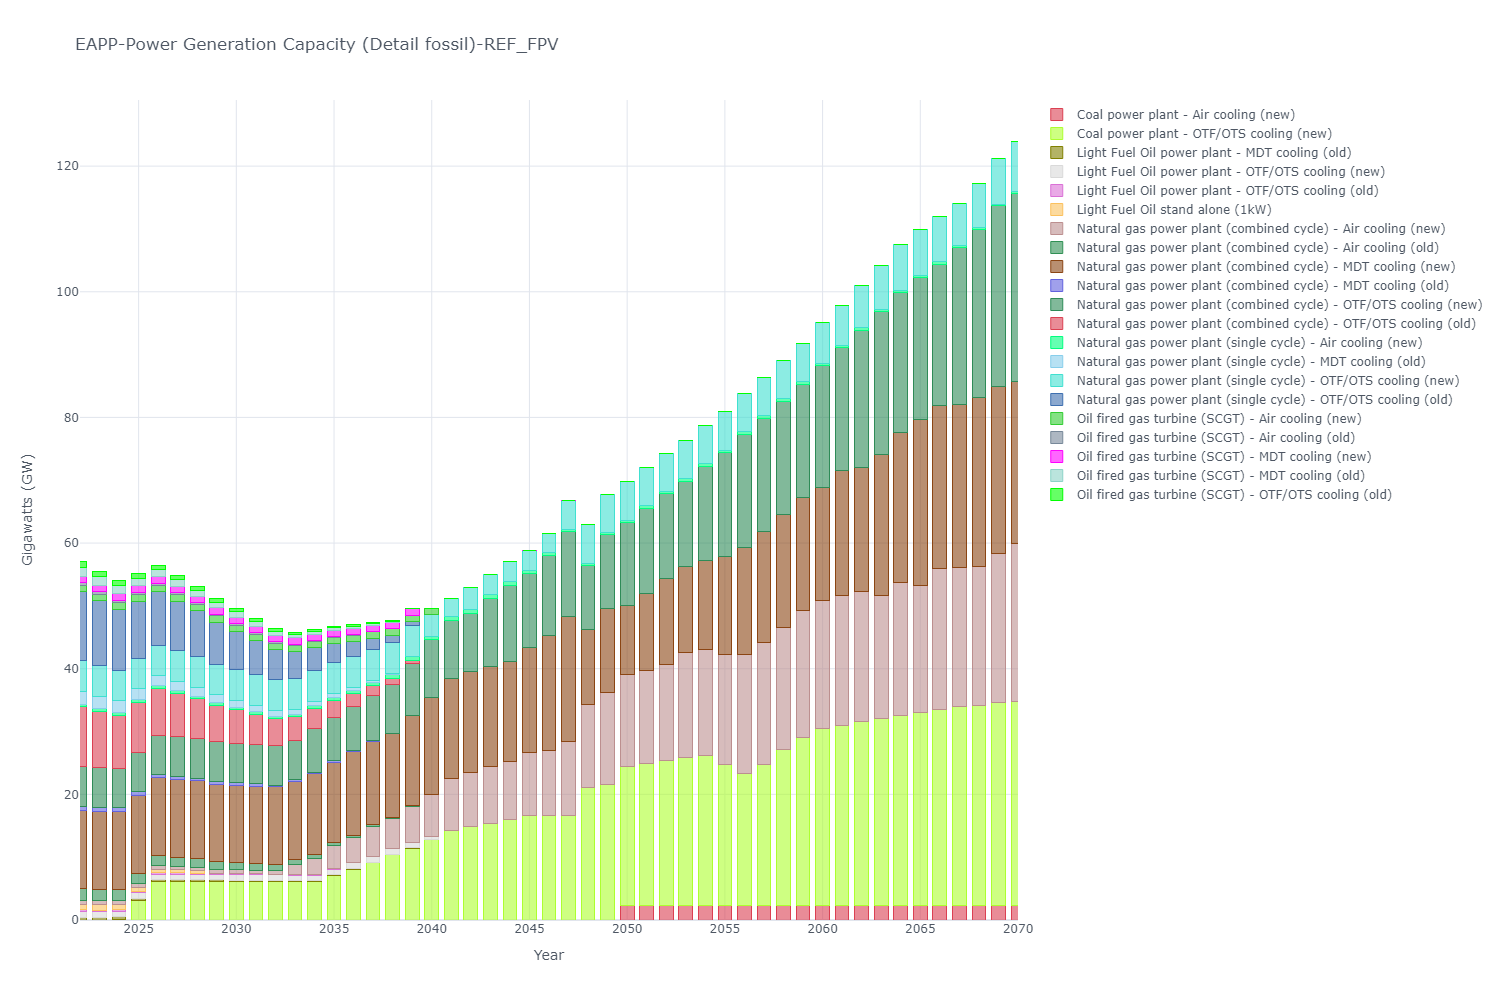 EAPP-Power Generation Capacity (Detail fossil)-REF_FPV
Gigawatts (GW)
120
100
80
60
40
20
0
2025
2030
2035
2040
2045
2050
2055
2060
2065
2070
Year
Coal power plant - Air cooling (new)
Coal power plant - OTF/OTS cooling (new)
Light Fuel Oil power plant - MDT cooling (old)
Light Fuel Oil power plant - OTF/OTS cooling (new)
Light Fuel Oil power plant - OTF/OTS cooling (old)
Light Fuel Oil stand alone (1kW)
Natural gas power plant (combined cycle) - Air cooling (new)
Natural gas power plant (combined cycle) - Air cooling (old)
Natural gas power plant (combined cycle) - MDT cooling (new)
Natural gas power plant (combined cycle) - MDT cooling (old)
Natural gas power plant (combined cycle) - OTF/OTS cooling (new)
Natural gas power plant (combined cycle) - OTF/OTS cooling (old)
Natural gas power plant (single cycle) - Air cooling (new)
Natural gas power plant (single cycle) - MDT cooling (old)
Natural gas power plant (single cycle) - OTF/OTS cooling (new)
Natural gas power plant (single cycle) - OTF/OTS cooling (old)
Oil fired gas turbine (SCGT) - Air cooling (new)
Oil fired gas turbine (SCGT) - Air cooling (old)
Oil fired gas turbine (SCGT) - MDT cooling (new)
Oil fired gas turbine (SCGT) - MDT cooling (old)
Oil fired gas turbine (SCGT) - OTF/OTS cooling (old)